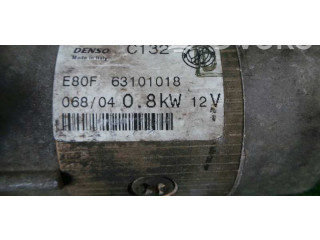 DENSO C132
Made in Italy
E80F 63101018
068/04 0.8kW 12V